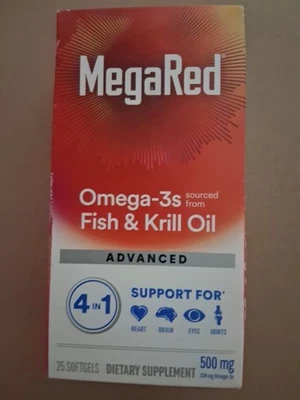 MegaRed
Omega-3s sourced from
Fish & Krill Oil
ADVANCED
4 IN 1
SUPPORT FOR*
HEART BRAIN EYES JOINTS
25 SOFTGELS DIETARY SUPPLEMENT 500 mg